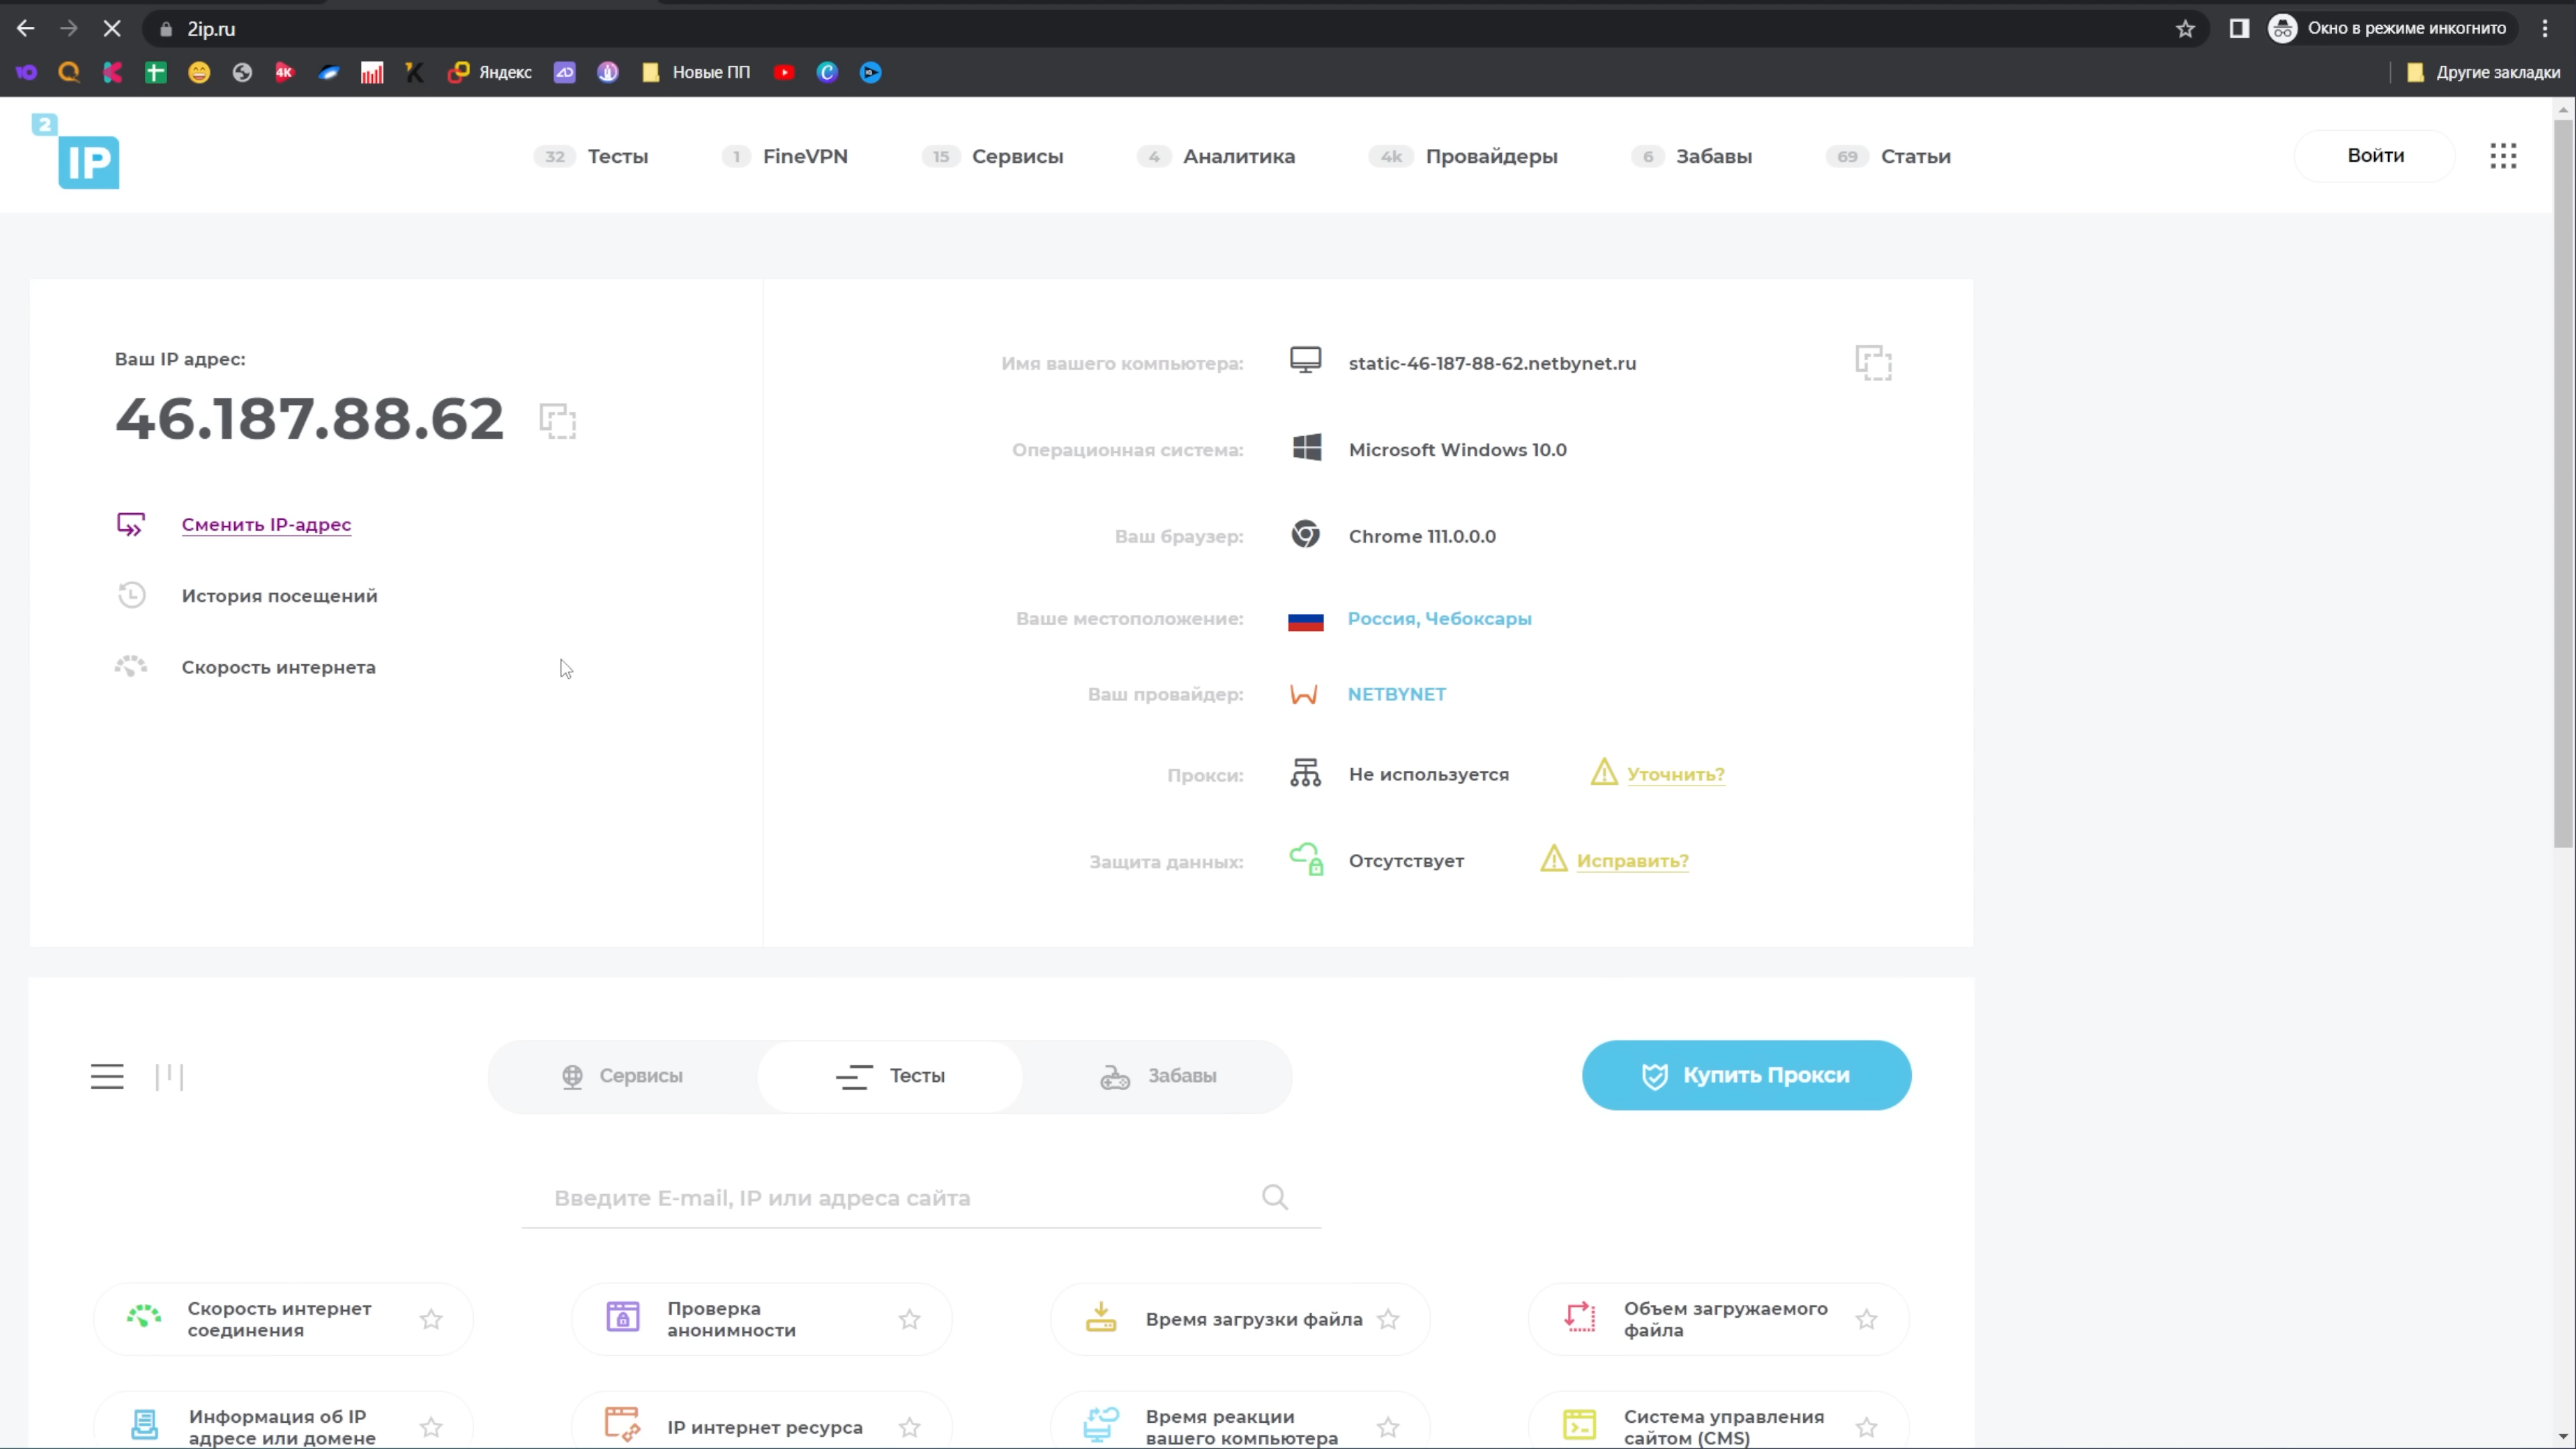 2ip.ru
Окно в режиме инкогнито
4K
Яндекс
Новые ПП
Другие закладки
2
IP
32 Тесты
1 FineVPN
15 Сервисы
4 Аналитика
4k Провайдеры
6 Забавы
69 Статьи
Войти
Ваш IP адрес:
46.187.88.62
Сменить IP-адрес
История посещений
Скорость интернета
Имя вашего компьютера: static-46-187-88-62.netbynet.ru
Операционная система: Microsoft Windows 10.0
Ваш браузер: Chrome 111.0.0.0
Ваше местоположение: Россия, Чебоксары
Ваш провайдер: NETBYNET
Прокси: Не используется Уточнить?
Защита данных: Отсутствует Исправить?
Сервисы
Тесты
Забавы
Купить Прокси
Введите E-mail, IP или адреса сайта
Скорость интернет
соединения
Проверка
анонимности
Время загрузки файла
Объем загружаемого
файла
Информация об IP
адресе или домене
IP интернет ресурса
Время реакции
вашего компьютера
Система управления
сайтом (CMS)